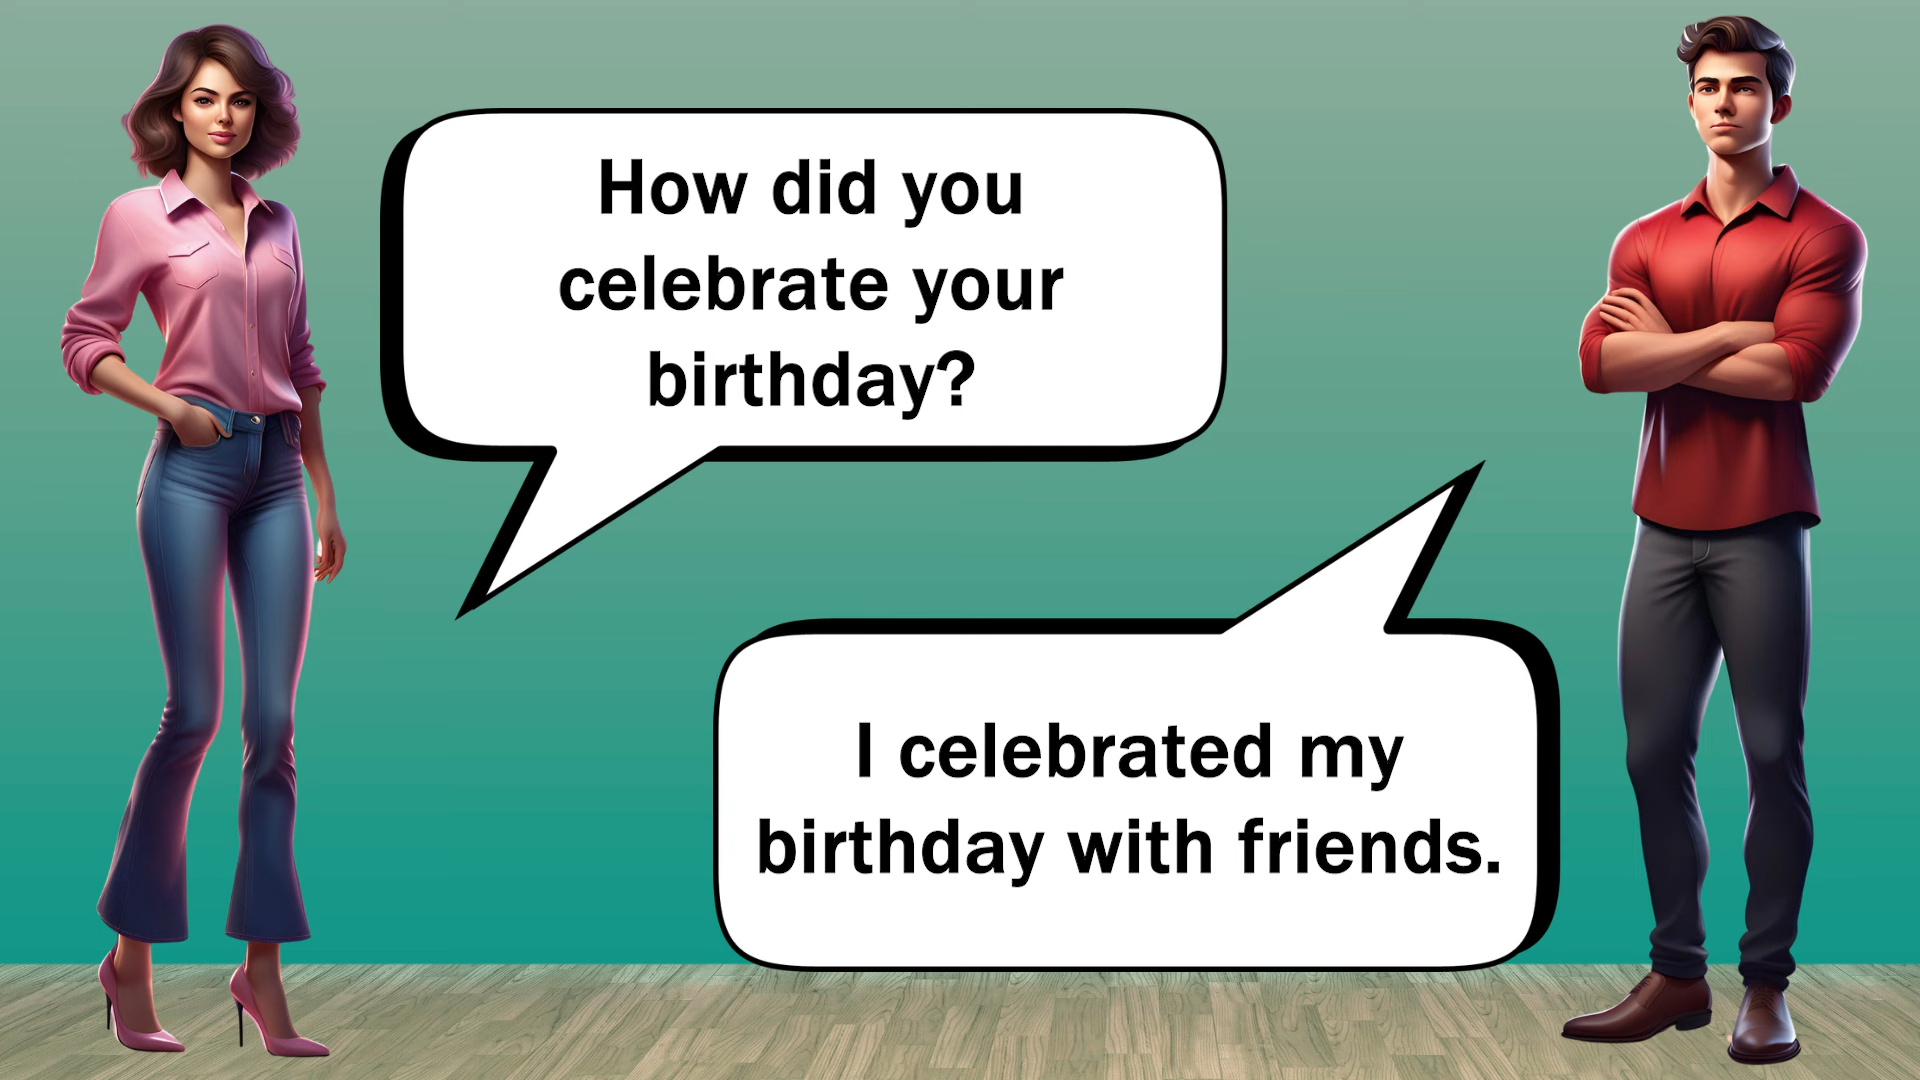 How did you
celebrate your
birthday?
I celebrated my
birthday with friends.